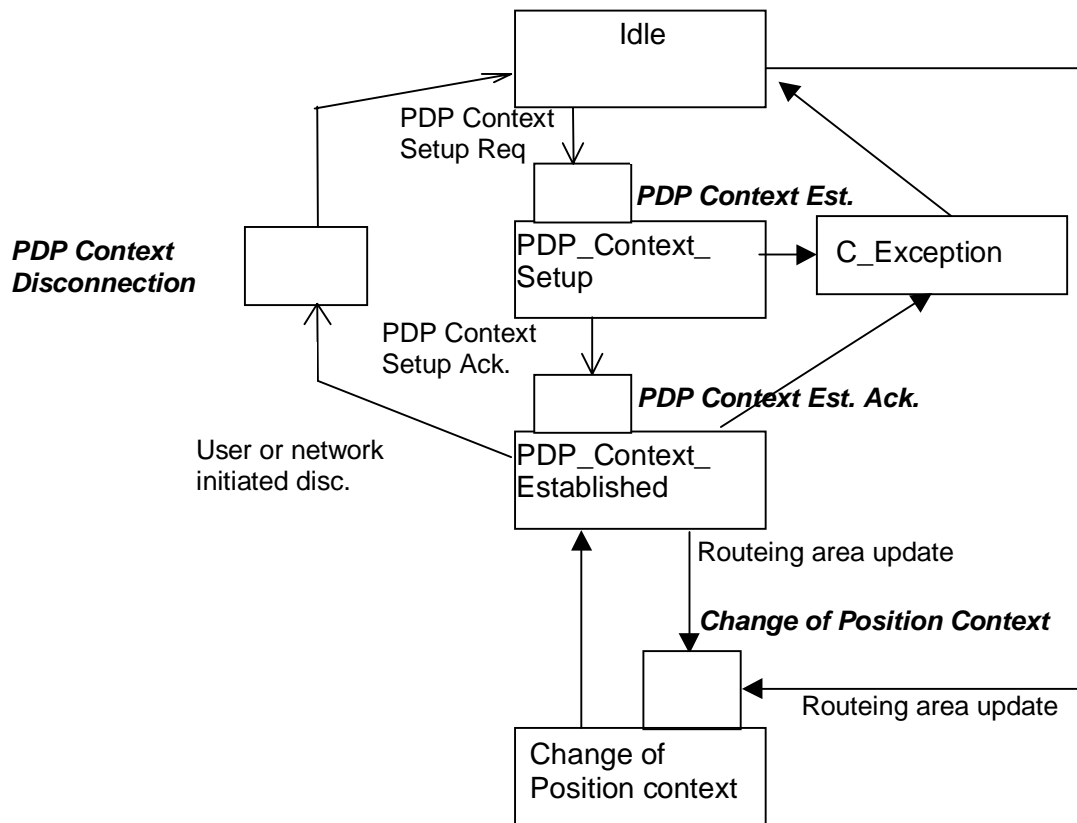 Idle
PDP Context
Setup Req
PDP Context Est.
PDP_Context_
Setup
C_Exception
PDP Context
Disconnection
PDP Context
Setup Ack.
PDP Context Est. Ack.
User or network
initiated disc.
PDP_Context_
Established
Routeing area update
Change of Position Context
Routeing area update
Change of
Position context